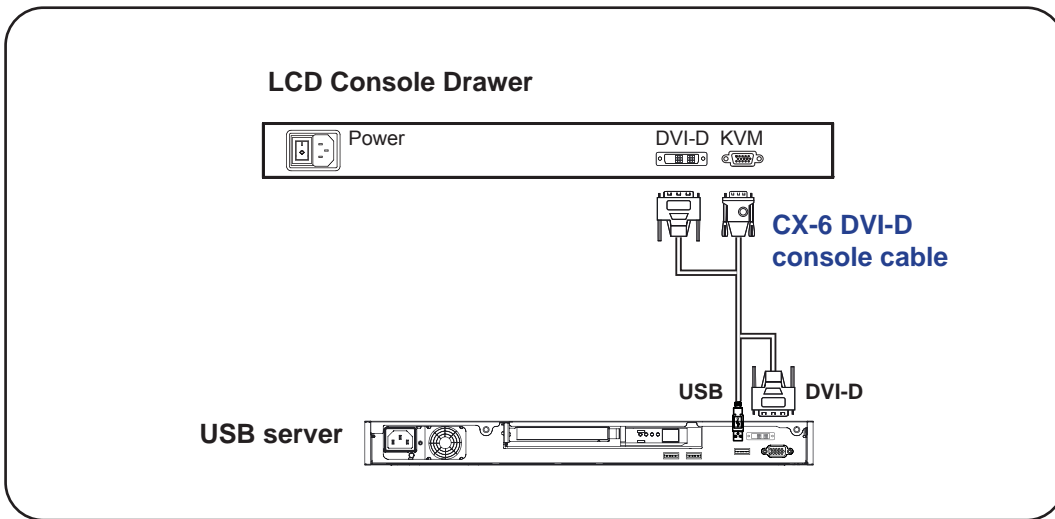 LCD Console Drawer
Power
DVI-D KVM
CX-6 DVI-D
console cable
USB
DVI-D
USB server